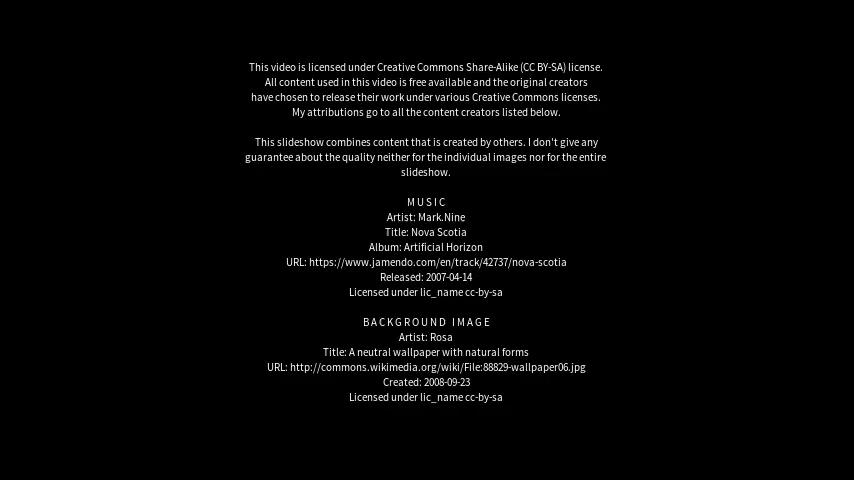 This video is licensed under Creative Commons Share-Alike (CC BY-SA) license.
All content used in this video is free available and the original creators
have chosen to release their work under various Creative Commons licenses.
My attributions go to all the content creators listed below.
This slideshow combines content that is created by others. I don't give any
guarantee about the quality neither for the individual images nor for the entire
slideshow.
MUSIC
Artist: Mark.Nine
Title: Nova Scotia
Album: Artificial Horizon
URL: https://www.jamendo.com/en/track/42737/nova-scotia
Released: 2007-04-14
Licensed under lic_name cc-by-sa
BACKGROUND IMAGE
Artist: Rosa
Title: A neutral wallpaper with natural forms
URL: http://commons.wikimedia.org/wiki/File:88829-wallpaper06.jpg
Created: 2008-09-23
Licensed under lic_name cc-by-sa